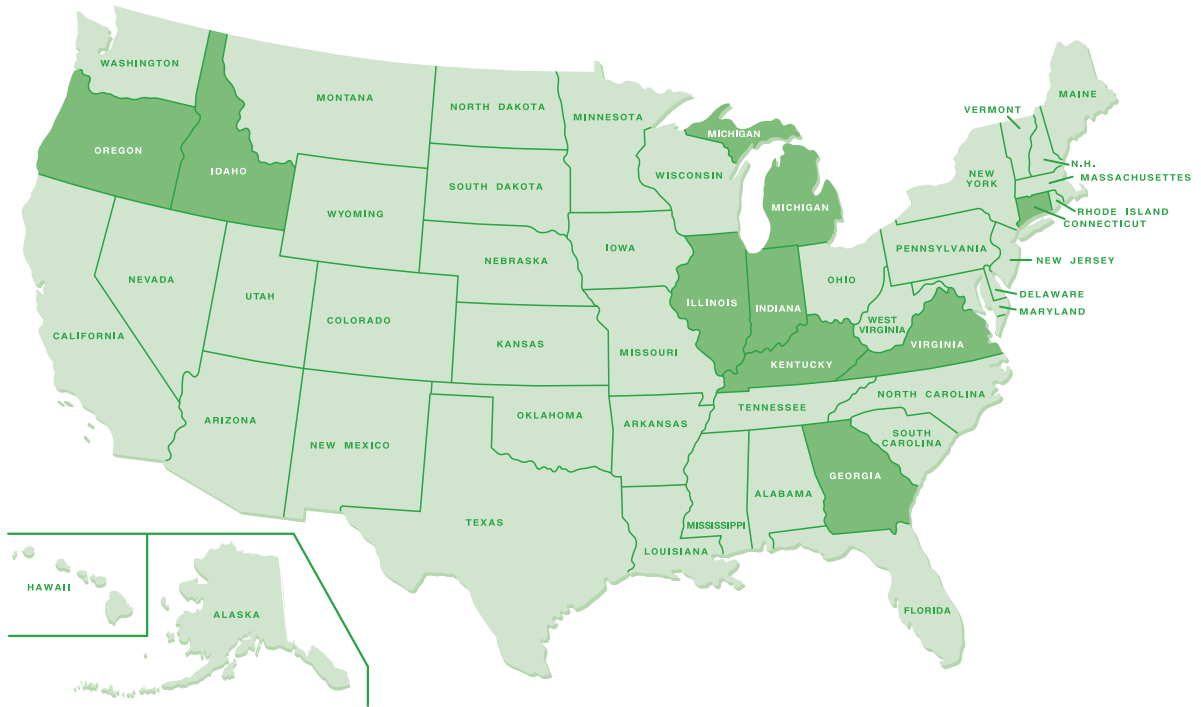 WASHINGTON
MONTANA
NORTH DAKOTA
MINNESOTA
MICHIGAN
VERMONT
MAINE
OREGON
IDAHO
SOUTH DAKOTA
WISCONSIN
MICHIGAN
NEW
YORK
N.H.
MASSACHUSETTES
RHODE ISLAND
CONNECTICUT
WYOMING
IOWA
NEBRASKA
PENNSYLVANIA
NEW JERSEY
NEVADA
UTAH
COLORADO
ILLINOIS
INDIANA
OHIO
DELAWARE
MARYLAND
WEST
VIRGINIA
VIRGINIA
CALIFORNIA
KANSAS
MISSOURI
KENTUCKY
NORTH CAROLINA
TENNESSEE
ARIZONA
NEW MEXICO
OKLAHOMA
ARKANSAS
SOUTH
CAROLINA
GEORGIA
ALABAMA
MISSISSIPPI
TEXAS
LOUISIANA
HAWAII
ALASKA
FLORIDA